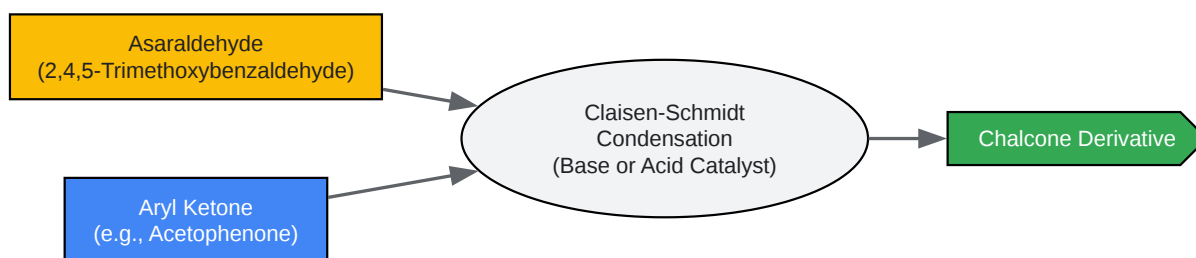 Asaraldehyde
(2,4,5-Trimethoxybenzaldehyde)
Aryl Ketone
(e.g., Acetophenone)
Claisen-Schmidt
Condensation
(Base or Acid Catalyst)
Chalcone Derivative